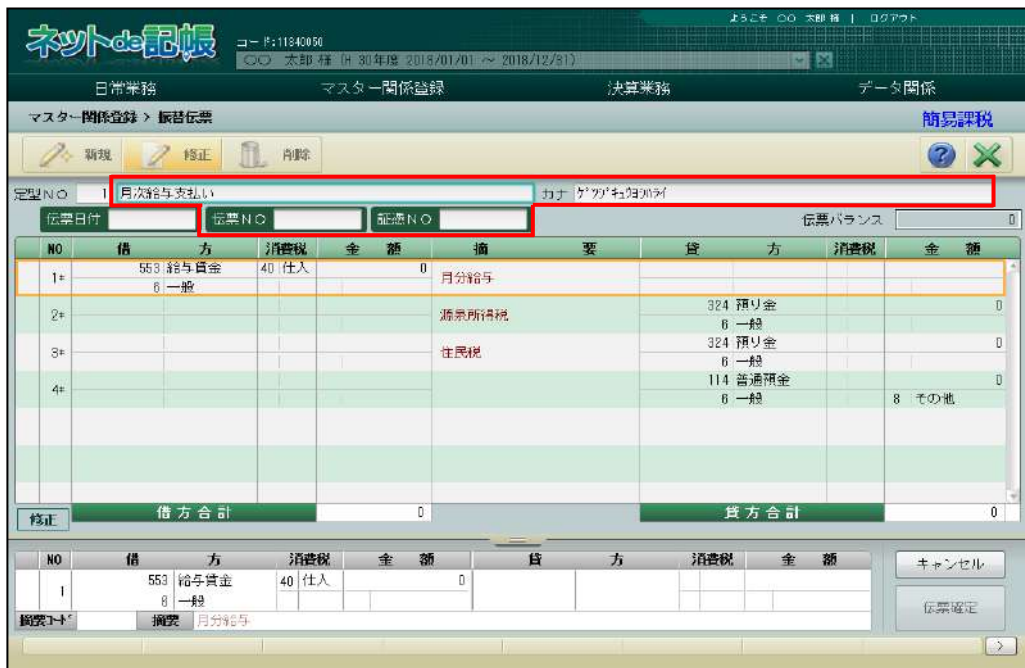 ようこそ 〇〇 太郎 様 | ログアウト
ネットde記帳
コード:11840050
〇〇 太郎 様 (H 30年度 2018/01/01 ～ 2018/12/31)
日常業務 マスター関係登録 決算業務 データ関係
マスター関係登録 > 振替伝票 簡易課税
新規 修正 削除
定型NO 1 月次給与支払い カナ ｹﾞﾂｼﾞｷｭｳﾖｼﾊﾗｲ
伝票日付 伝票NO 証憑NO 伝票バランス 0
NO 借 方 消費税 金 額 摘 要 貸 方 消費税 金 額
1* 553 給与賃金 40 仕入 0 月分給与
6 一般
2* 源泉所得税 324 預り金 0
6 一般
3* 住民税 324 預り金 0
6 一般
4* 114 普通預金 0
6 一般 8 その他
修正 借方合計 0 貸方合計 0
NO 借 方 消費税 金 額 貸 方 消費税 金 額 キャンセル
1 553 給与賃金 40 仕入 0
6 一般
摘要ｺｰﾄﾞ 摘要 月分給与 伝票確定